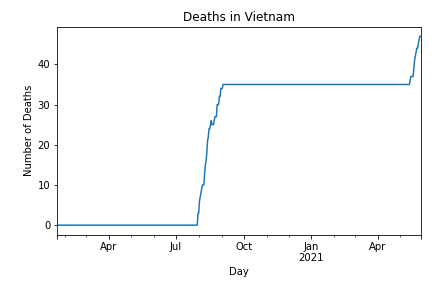 Deaths in Vietnam
Number of Deaths
40
30
20
10
0
Apr
Jul
Oct
Jan
2021
Apr
Day